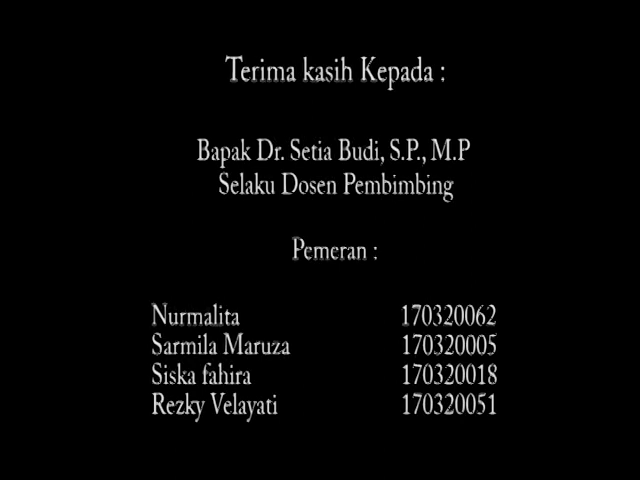 Terima kasih Kepada :
Bapak Dr. Setia Budi, S.P., M.P
Selaku Dosen Pembimbing
Pemeran :
Nurmalita 170320062
Sarmila Maruza 170320005
Siska fahira 170320018
Rezky Velayati 170320051